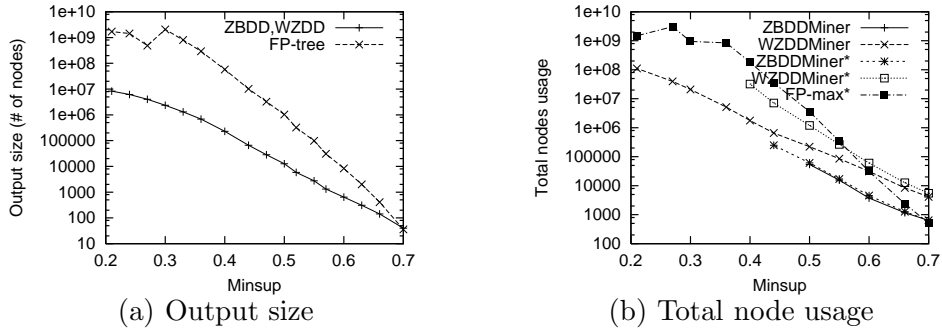 Output size (# of nodes)
1e+10
1e+09
1e+08
1e+07
1e+06
100000
10000
1000
100
10
0.2 0.3 0.4 0.5 0.6 0.7
Minsup
ZBDD,WZDD
FP-tree
(a) Output size
Total nodes usage
1e+10
1e+09
1e+08
1e+07
1e+06
100000
10000
1000
100
0.2 0.3 0.4 0.5 0.6 0.7
Minsup
ZBDDMiner
WZDDMiner
ZBDDMiner*
WZDDMiner*
FP-max*
(b) Total node usage